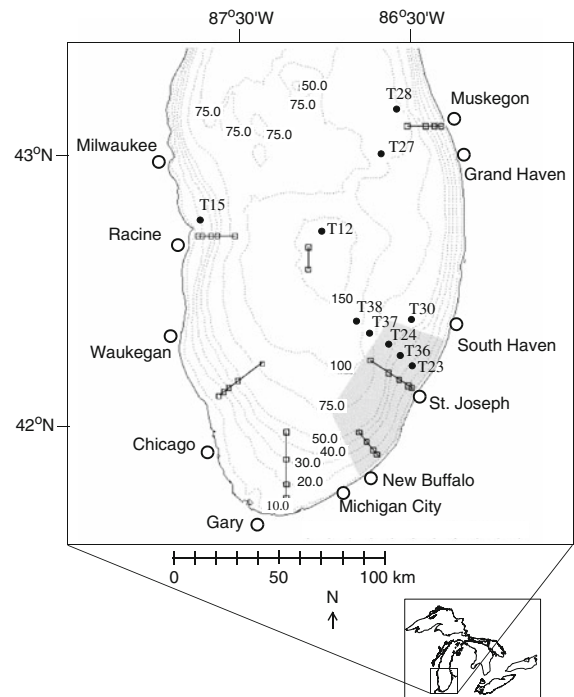 87°30'W 86°30'W
50.0
T28
75.0
75.0
Muskegon
75.0
75.0
43°N
Milwaukee
T27
Grand Haven
T15
T12
Racine
150
T38
T30
T37
South Haven
T24
Waukegan
T36
100
T23
75.0
St. Joseph
42°N
50.0
Chicago
40.0
30.0
20.0
New Buffalo
10.0
Michigan City
Gary
0 50 100 km
N